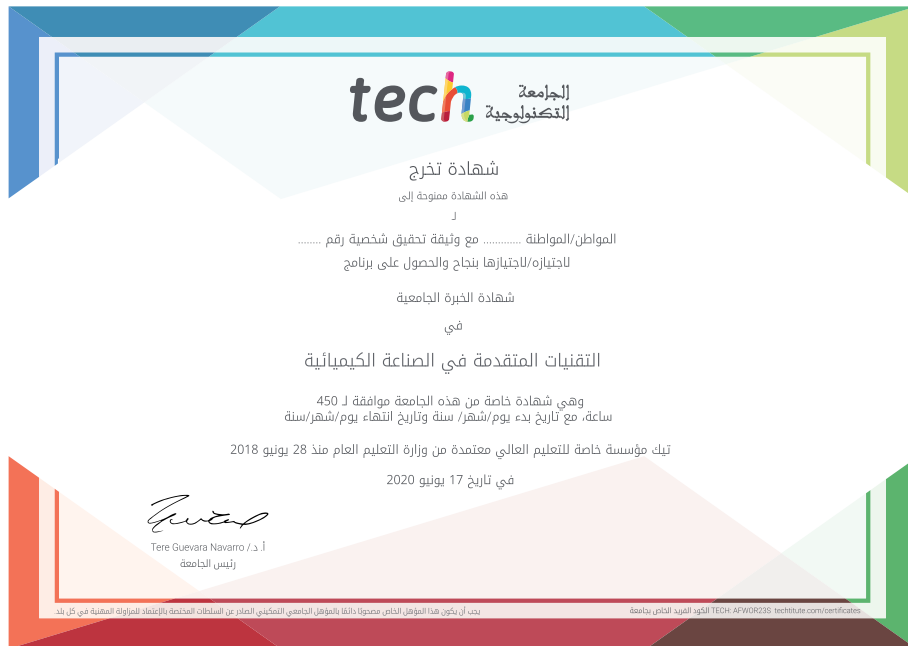 tech الجامعة
التكنولوجية
شهادة تخرج
هذه الشهادة ممنوحة إلى
لـ
المواطن/المواطنة ............. مع وثيقة تحقيق شخصية رقم ........
لاجتيازه/لاجتيازها بنجاح والحصول على برنامج
شهادة الخبرة الجامعية
في
التقنيات المتقدمة في الصناعة الكيميائية
وهي شهادة خاصة من هذه الجامعة موافقة لـ 450
ساعة، مع تاريخ بدء يوم/شهر/ سنة وتاريخ انتهاء يوم/شهر/سنة
تيك مؤسسة خاصة للتعليم العالي معتمدة من وزارة التعليم العام منذ 28 يونيو 2018
في تاريخ 17 يونيو 2020
أ. د./ Tere Guevara Navarro
رئيس الجامعة
يجب أن يكون هذا المؤهل الخاص مصحوبًا دائمًا بالمؤهل الجامعي التمكيني الصادر عن السلطات المختصة بالإعتماد للمزاولة المهنية في كل بلد.
الكود الفريد الخاص بجامعة TECH: AFWOR23S techtitute.com/certificates